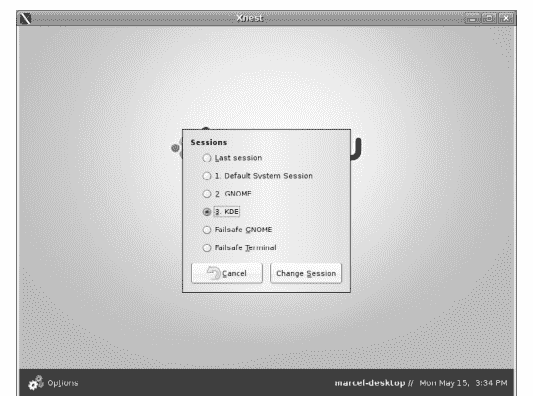 Xnest
Sessions
Last session
1. Default System Session
2. GNOME
3. KDE
Failsafe GNOME
Failsafe Terminal
Cancel
Change Session
Options
marcel-desktop // Mon May 15, 3:34 PM